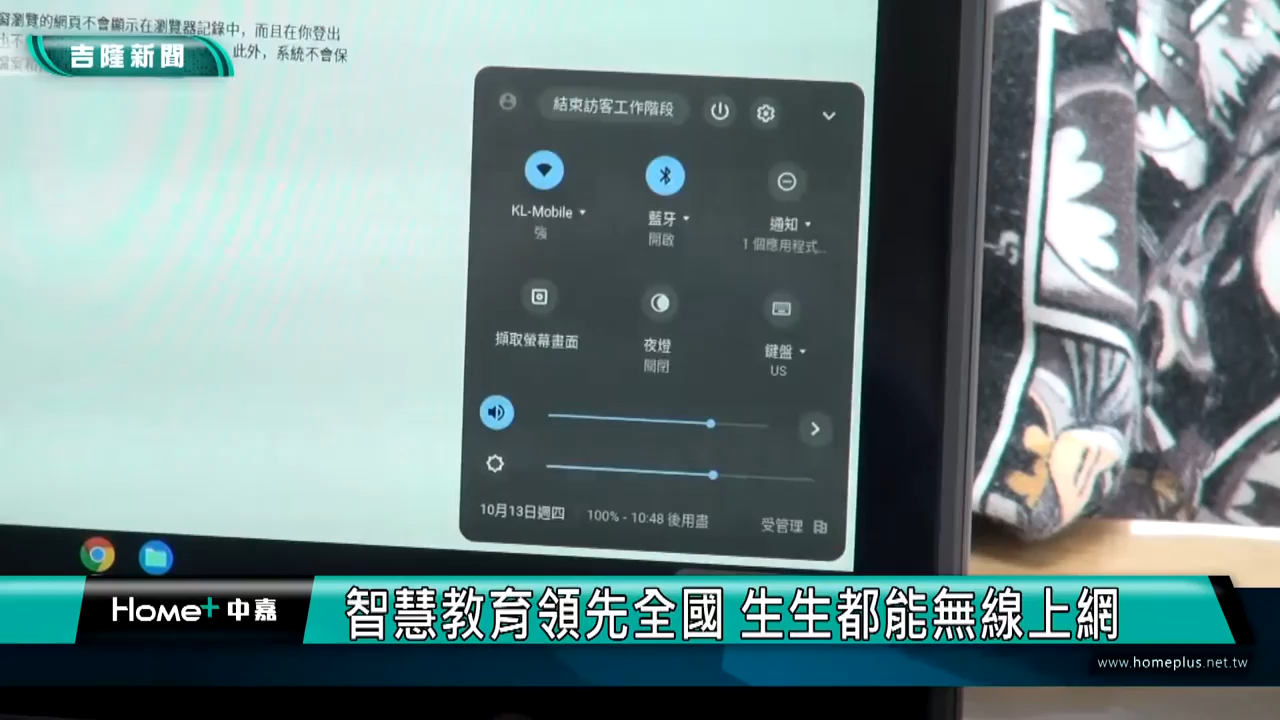 窗瀏覽的網頁不會顯示在瀏覽器記錄中，而且在你登出
此外，系統不會保
吉隆新聞
結束訪客工作階段
KL-Mobile
強
藍牙
開啟
通知
1 個應用程式...
擷取螢幕畫面
夜燈
關閉
鍵盤
US
10月13日週四
100% - 10:48 後用盡
受管理
Home+ 中嘉
智慧教育領先全國 生生都能無線上網
www.homeplus.net.tw